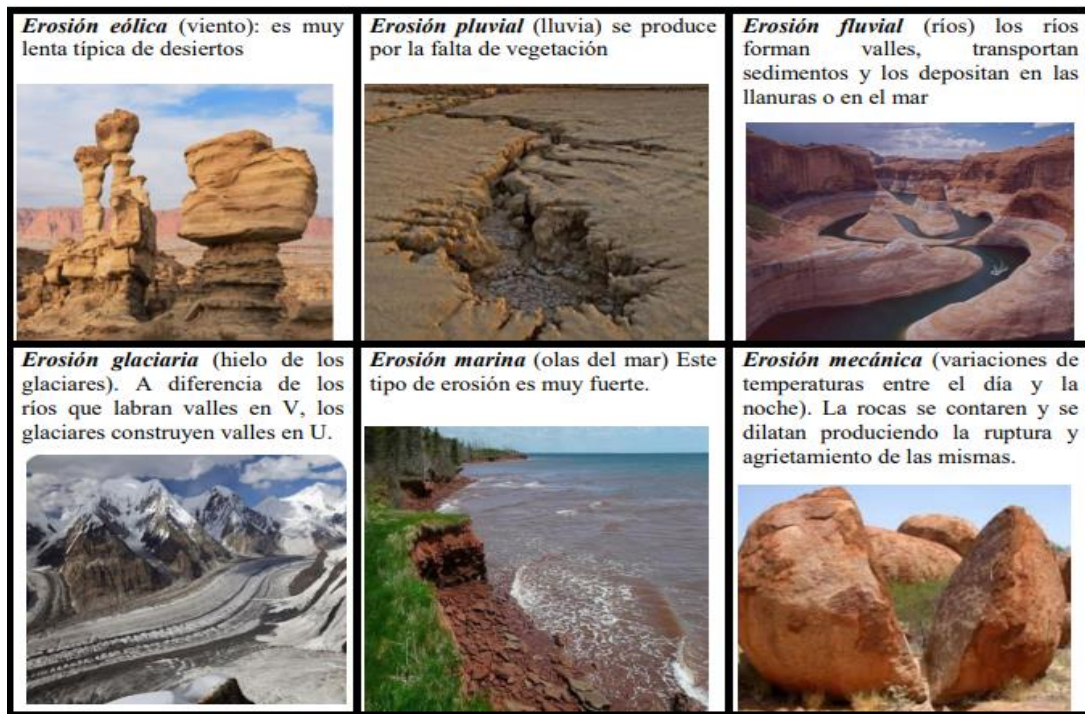 Erosión eólica (viento): es muy
lenta típica de desiertos
Erosión pluvial (lluvia) se produce
por la falta de vegetación
Erosión fluvial (ríos) los ríos
forman valles, transportan
sedimentos y los depositan en las
llanuras o en el mar
Erosión glaciaria (hielo de los
glaciares). A diferencia de los
ríos que labran valles en V, los
glaciares construyen valles en U.
Erosión marina (olas del mar) Este
tipo de erosión es muy fuerte.
Erosión mecánica (variaciones de
temperaturas entre el día y la
noche). La rocas se contaren y se
dilatan produciendo la ruptura y
agrietamiento de las mismas.